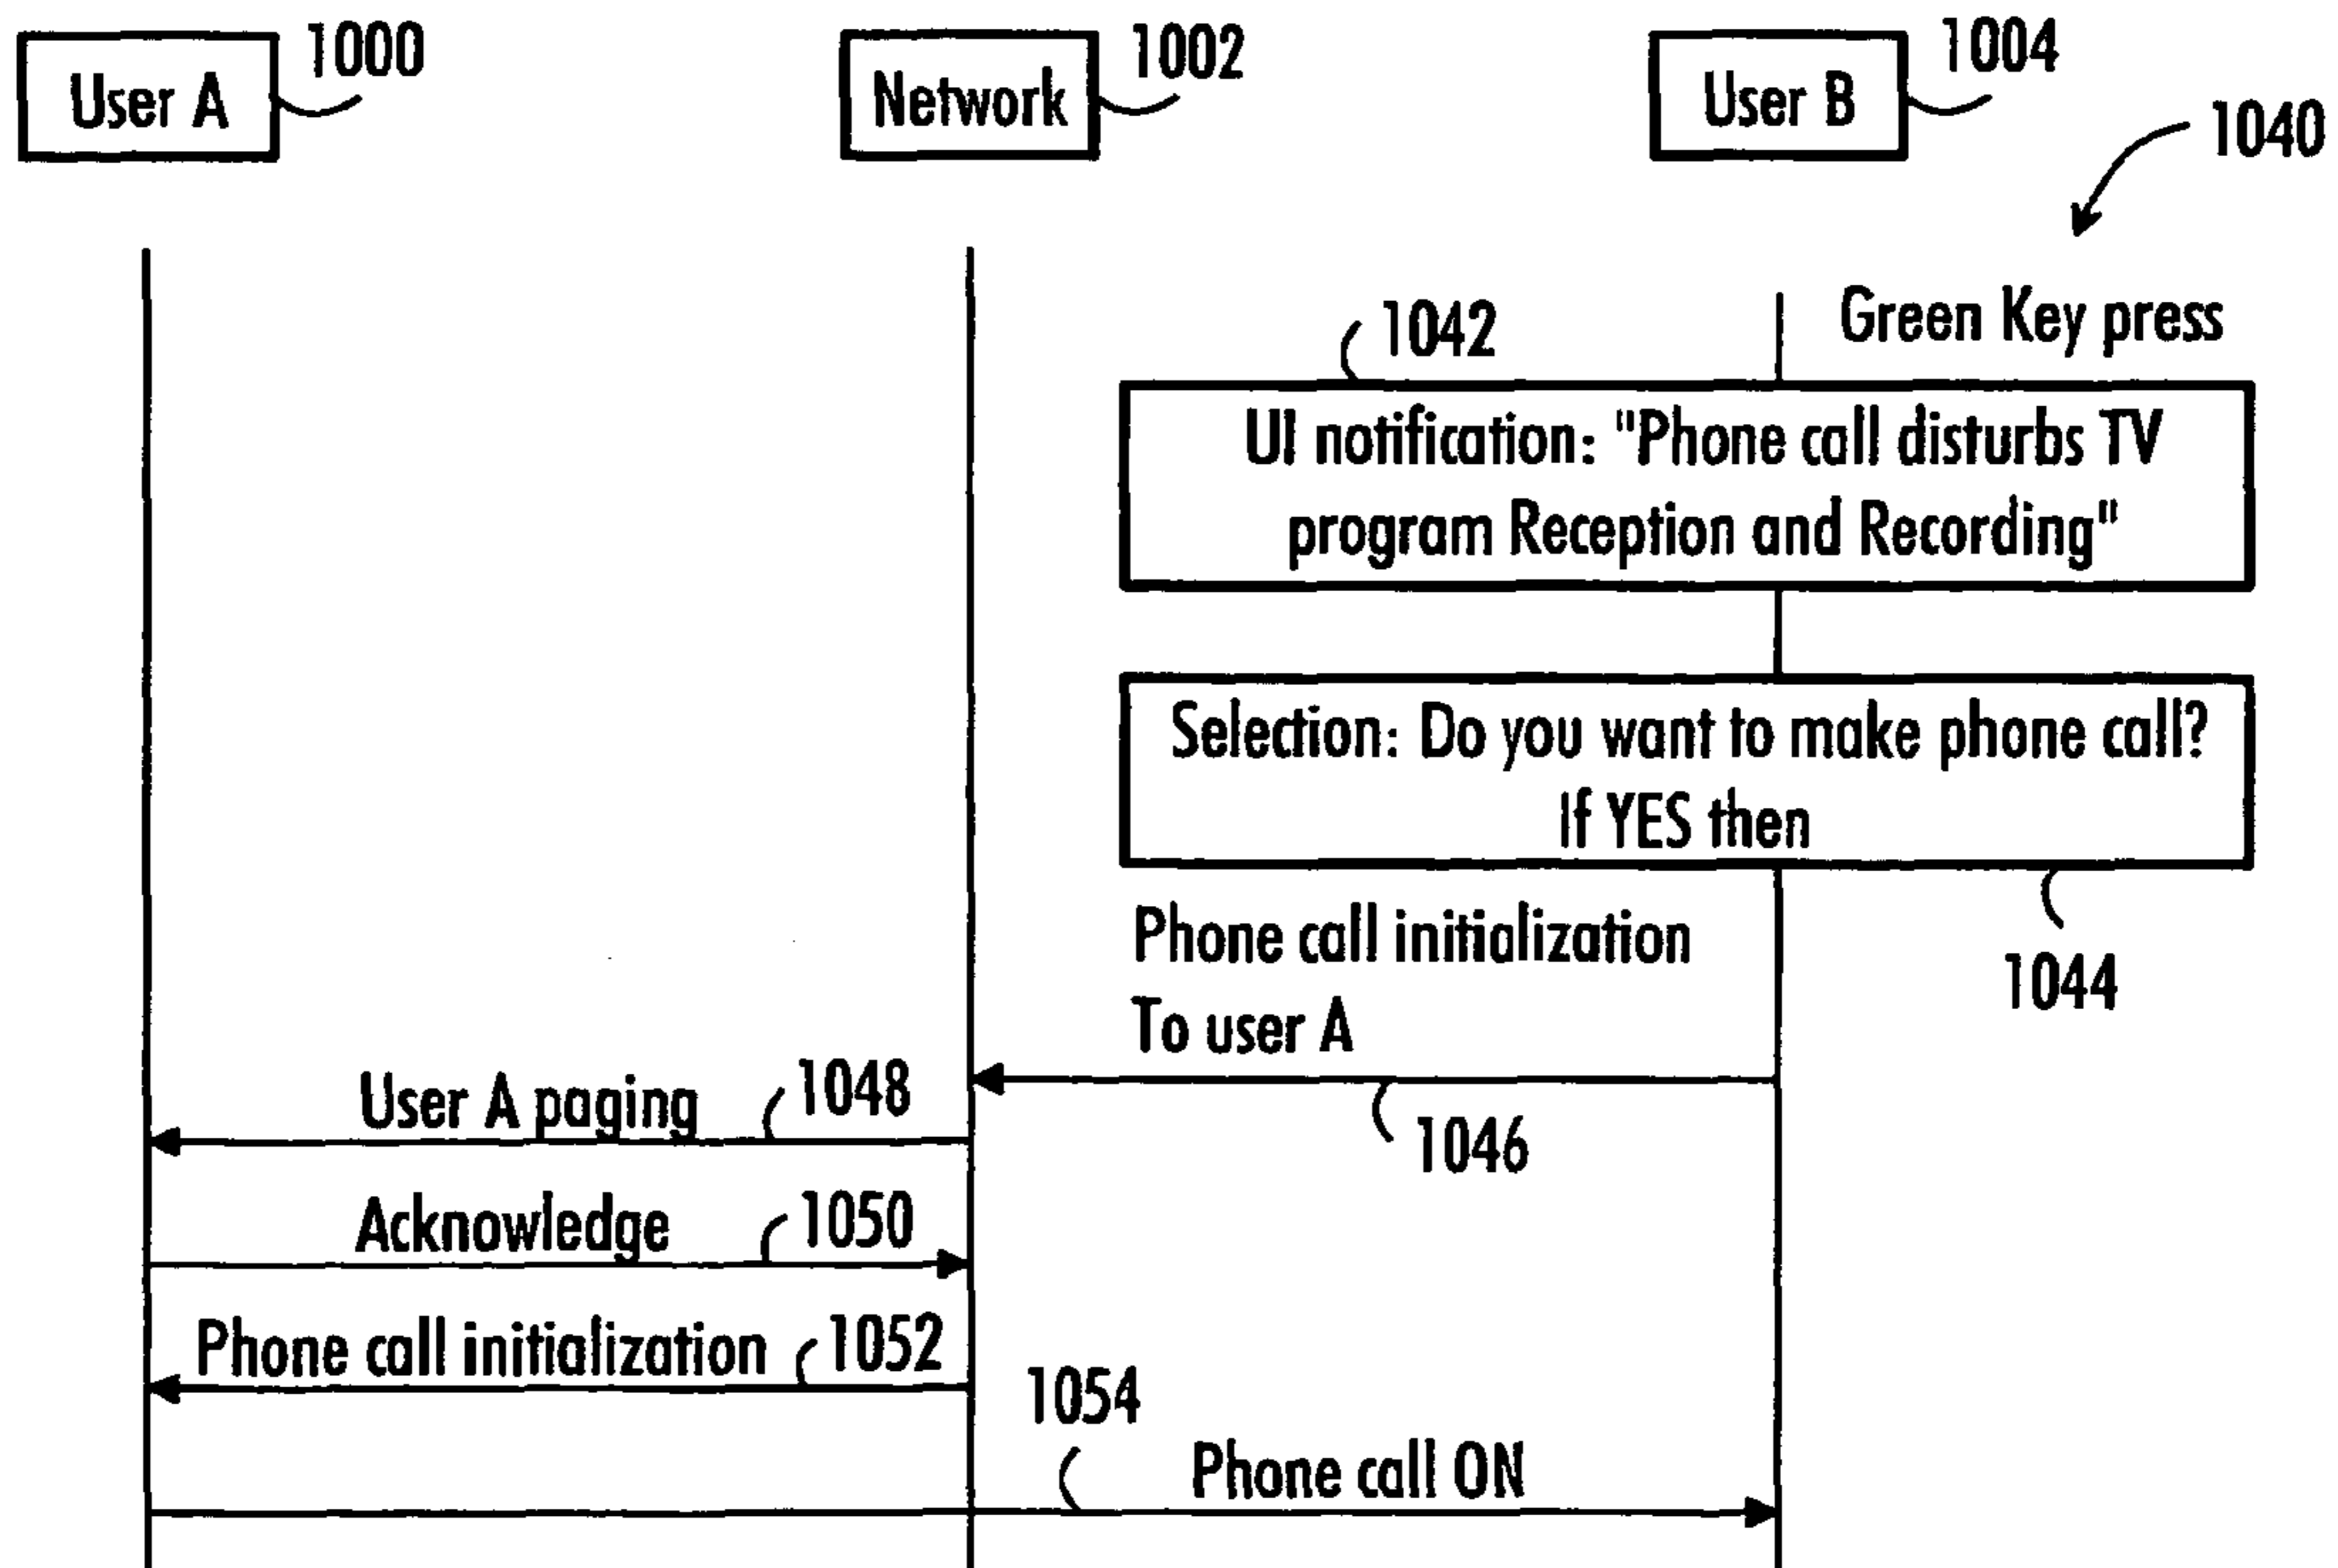 User A
1000
Network
1002
User B
1004
1040
Green Key press
1042
UI notification: "Phone call disturbs TV
program Reception and Recording"
Selection: Do you want to make phone call?
If YES then
1044
Phone call initialization
To user A
1046
User A paging
1048
Acknowledge
1050
Phone call initialization
1052
1054
Phone call ON